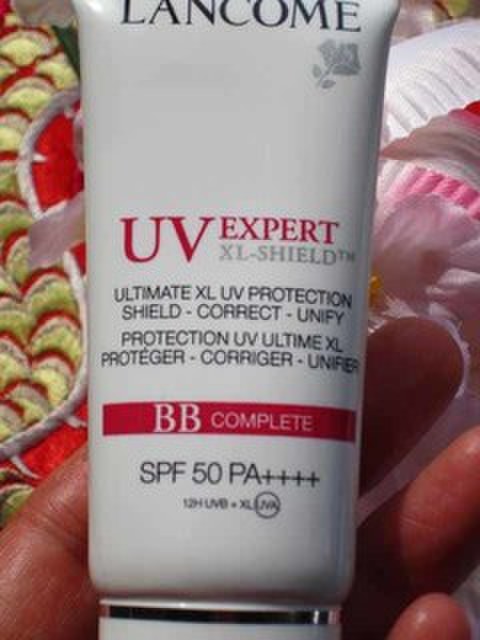 LANCOME
UV EXPERT
XL-SHIELD™
ULTIMATE XL UV PROTECTION
SHIELD - CORRECT - UNIFY
PROTECTION UV ULTIME XL
PROTÉGER - CORRIGER - UNIFIER
BB COMPLETE
SPF 50 PA++++
12H UVB + XL UVA